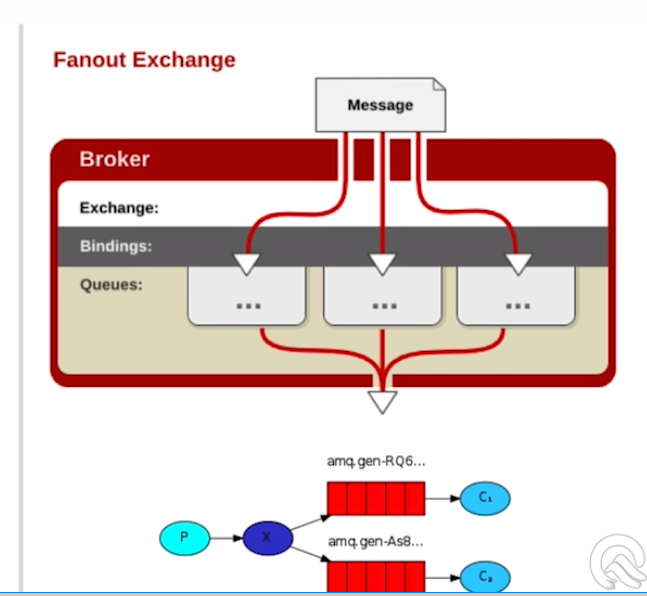 Fanout Exchange
Message
Broker
Exchange:
Bindings:
Queues:
...
...
...
amq.gen-RQ6...
C₁
P
X
amq.gen-As8...
C₂